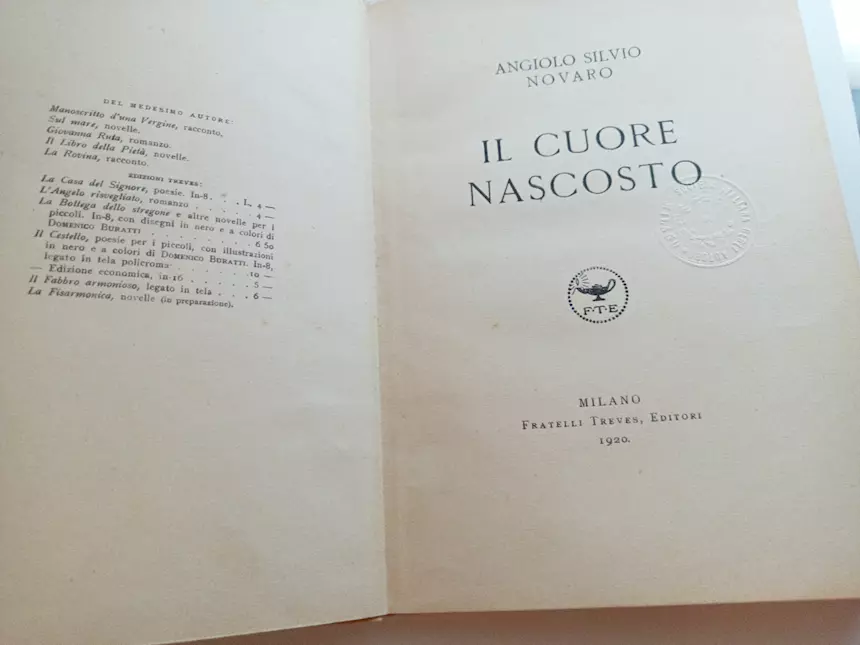 DEL MEDESIMO AUTORE:
Manoscritto d'una Vergine, racconto.
Sul mare, novelle.
Giovanna Ruta, romanzo.
Il Libro della Pietà, novelle.
La Rovina, racconto.
EDIZIONI TREVES:
La Casa del Signore, poesie. In-8 . . . L. 4 —
L'Angelo risvegliato, romanzo . . . . . 4 —
La Bottega dello stregone e altre novelle per i
piccoli. In-8, con disegni in nero e a colori di
DOMENICO BURATTI . . . . . . . . 6 50
Il Cestello, poesie per i piccoli, con illustrazioni
in nero e a colori di DOMENICO BURATTI. In-8,
legato in tela policroma . . . . . . 10 —
— Edizione economica, in-16 . . . . 5 —
Il Fabbro armonioso, legato in tela . . . 6 —
La Fisarmonica, novelle (in preparazione).
ANGIOLO SILVIO
NOVARO
IL CUORE
NASCOSTO
F·T·E
MILANO
FRATELLI TREVES, EDITORI
1920.